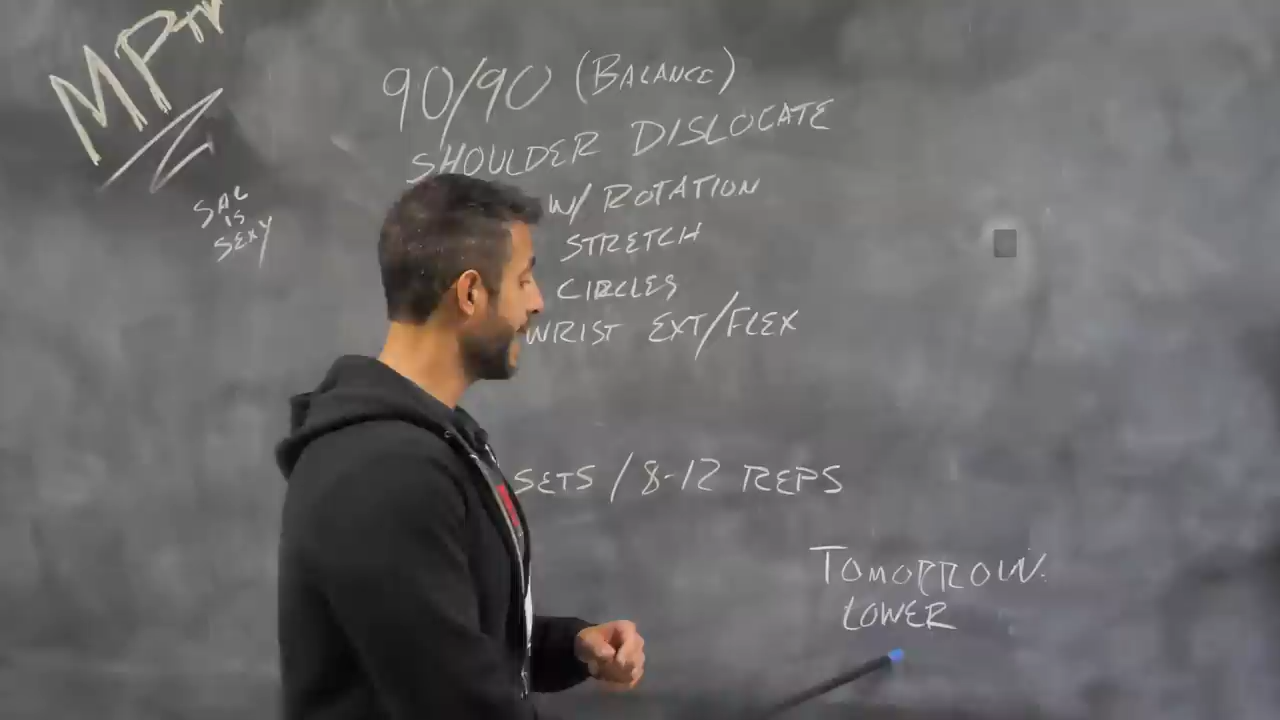 MPTV
SAL
IS
SEXY
90/90 (BALANCE)
SHOULDER DISLOCATE
W/ ROTATION
STRETCH
CIRCLES
WRIST EXT/FLEX
SETS / 8-12 REPS
TOMORROW:
LOWER